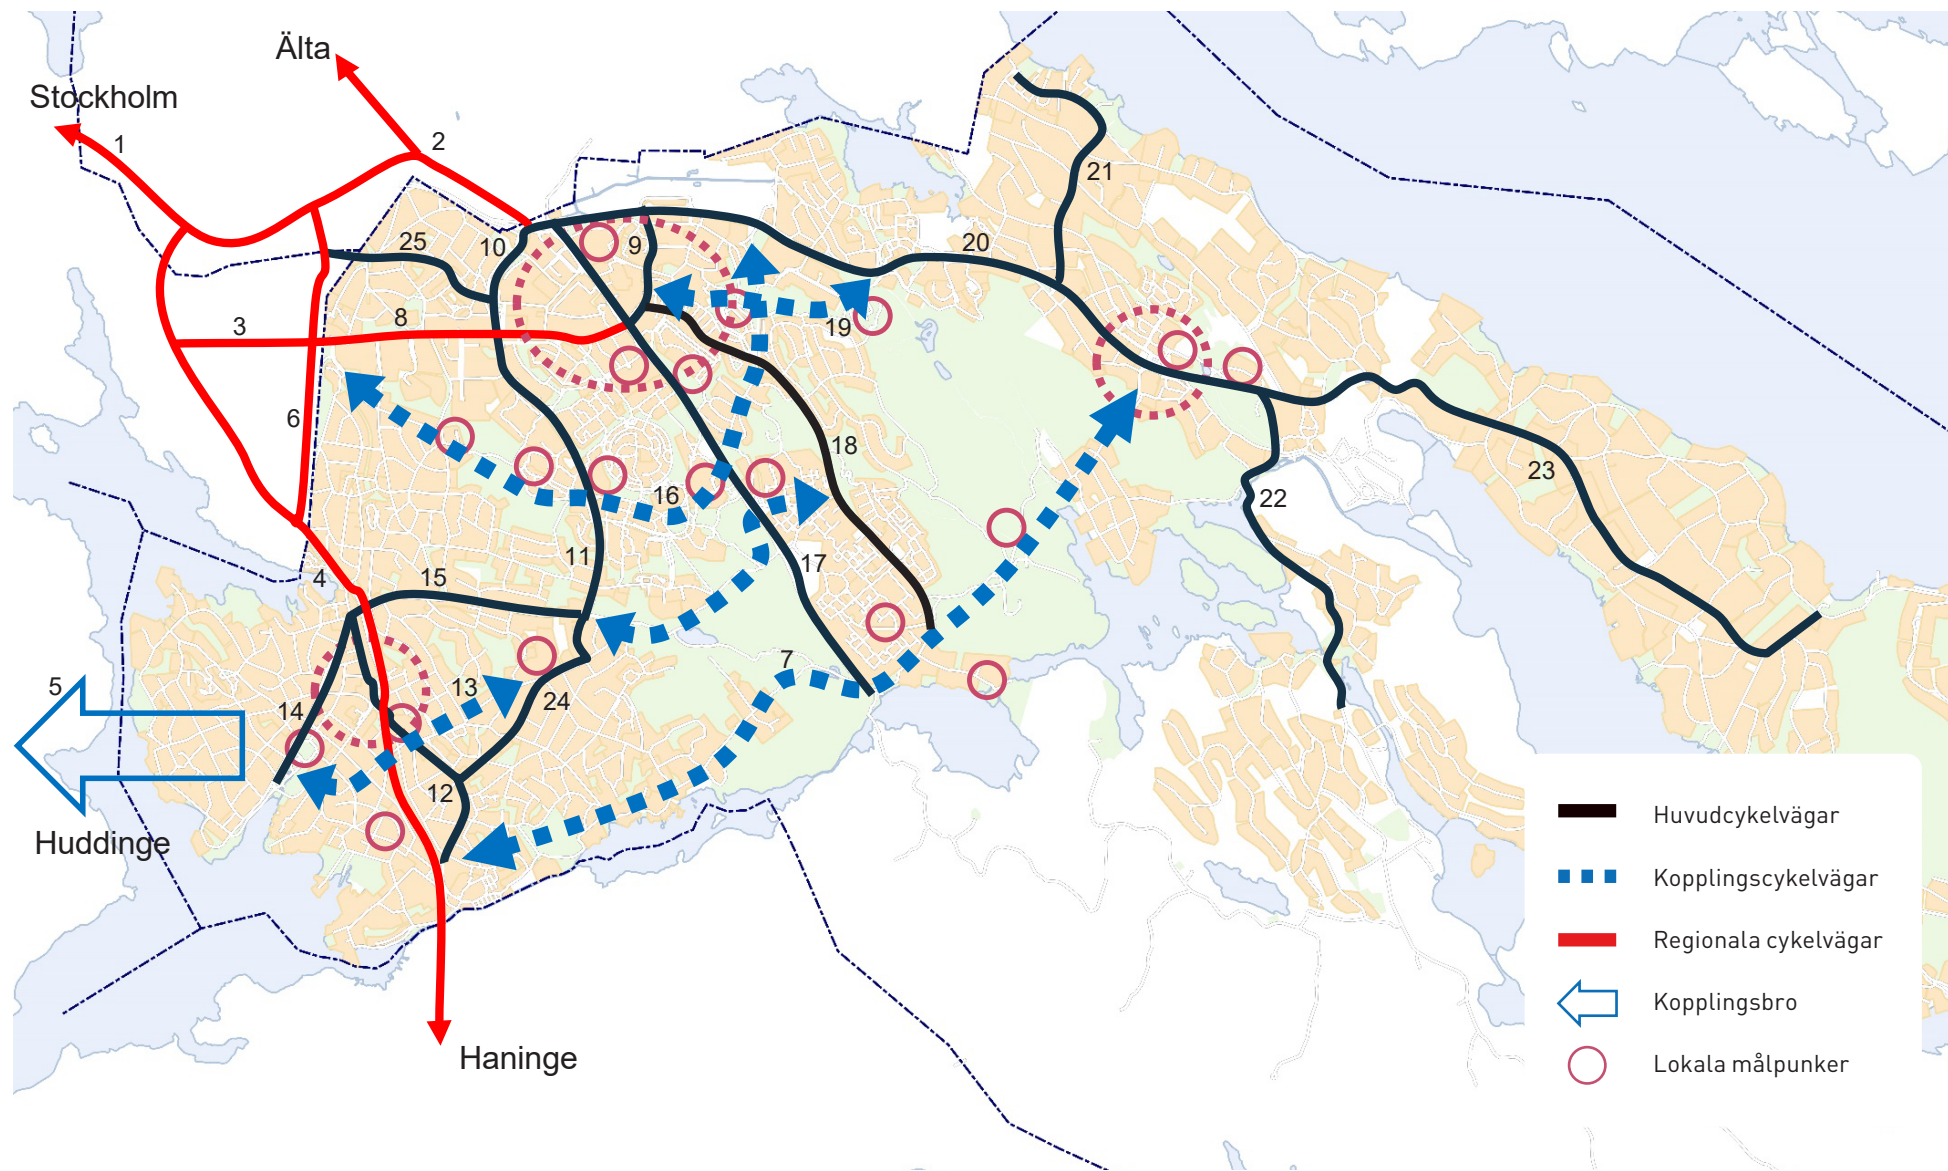 Älta
Stockholm
1
2
21
25
10
9
20
3
8
19
6
18
16
23
22
11
17
4
15
7
5
13
14
24
12
Huddinge
Haninge
Huvudcykelvägar
Kopplingscykelvägar
Regionala cykelvägar
Kopplingsbro
Lokala målpunker